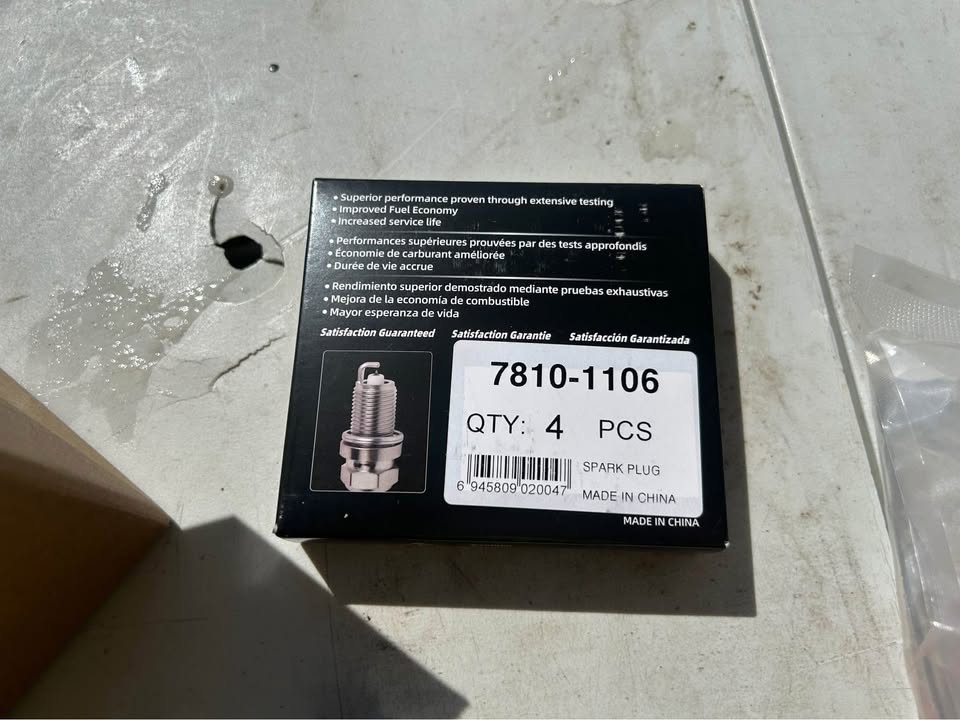 • Superior performance proven through extensive testing
• Improved Fuel Economy
• Increased service life
• Performances supérieures prouvées par des tests approfondis
• Économie de carburant améliorée
• Durée de vie accrue
• Rendimiento superior demostrado mediante pruebas exhaustivas
• Mejora de la economía de combustible
• Mayor esperanza de vida
Satisfaction Guaranteed Satisfaction Garantie Satisfacción Garantizada
7810-1106
QTY: 4 PCS
SPARK PLUG
6 945809 020047
MADE IN CHINA
MADE IN CHINA